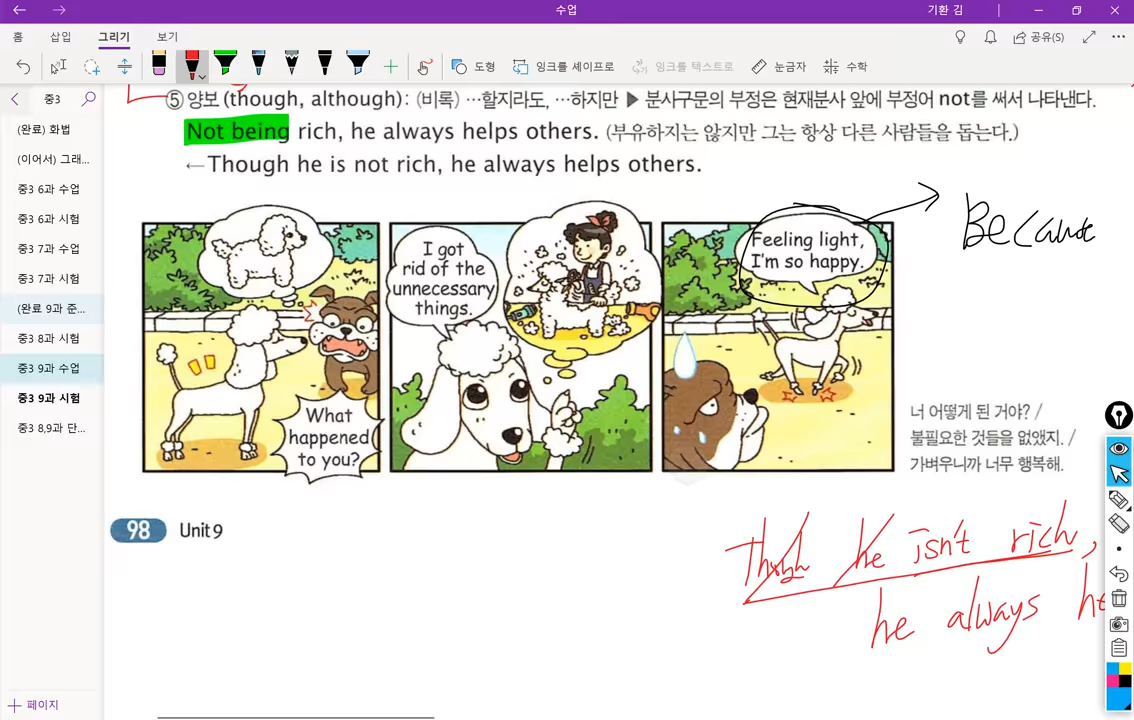 수업
기환 김
홈 삽입 그리기 보기
공유(S)
도형 잉크를 셰이프로 잉크를 텍스트로 눈금자 수학
중3
(완료) 화법
(이어서) 그래...
중3 6과 수업
중3 6과 시험
중3 7과 수업
중3 7과 시험
(완료 9과 준...
중3 8과 시험
중3 9과 수업
중3 9과 시험
중3 8,9과 단...
페이지
⑤ 양보 (though, although): (비록) …할지라도, …하지만 ▶ 분사구문의 부정은 현재분사 앞에 부정어 not를 써서 나타낸다.
Not being rich, he always helps others. (부유하지는 않지만 그는 항상 다른 사람들을 돕는다.)
← Though he is not rich, he always helps others.
What
happened
to you?
I got
rid of the
unnecessary
things.
Feeling light,
I'm so happy.
Because
너 어떻게 된 거야? /
불필요한 것들을 없앴지. /
가벼우니까 너무 행복해.
98 Unit 9
Though he isn't rich,
he always he